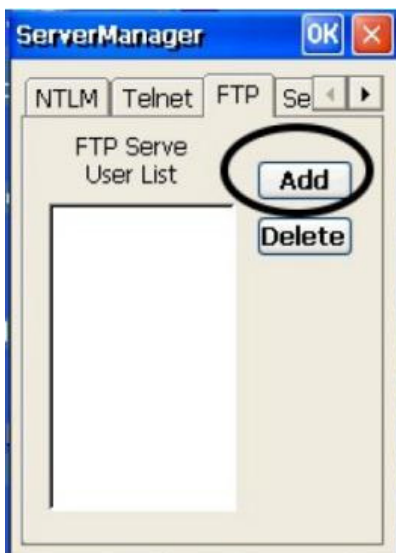 ServerManager OK
NTLM Telnet FTP Se
FTP Serve
User List
Add
Delete